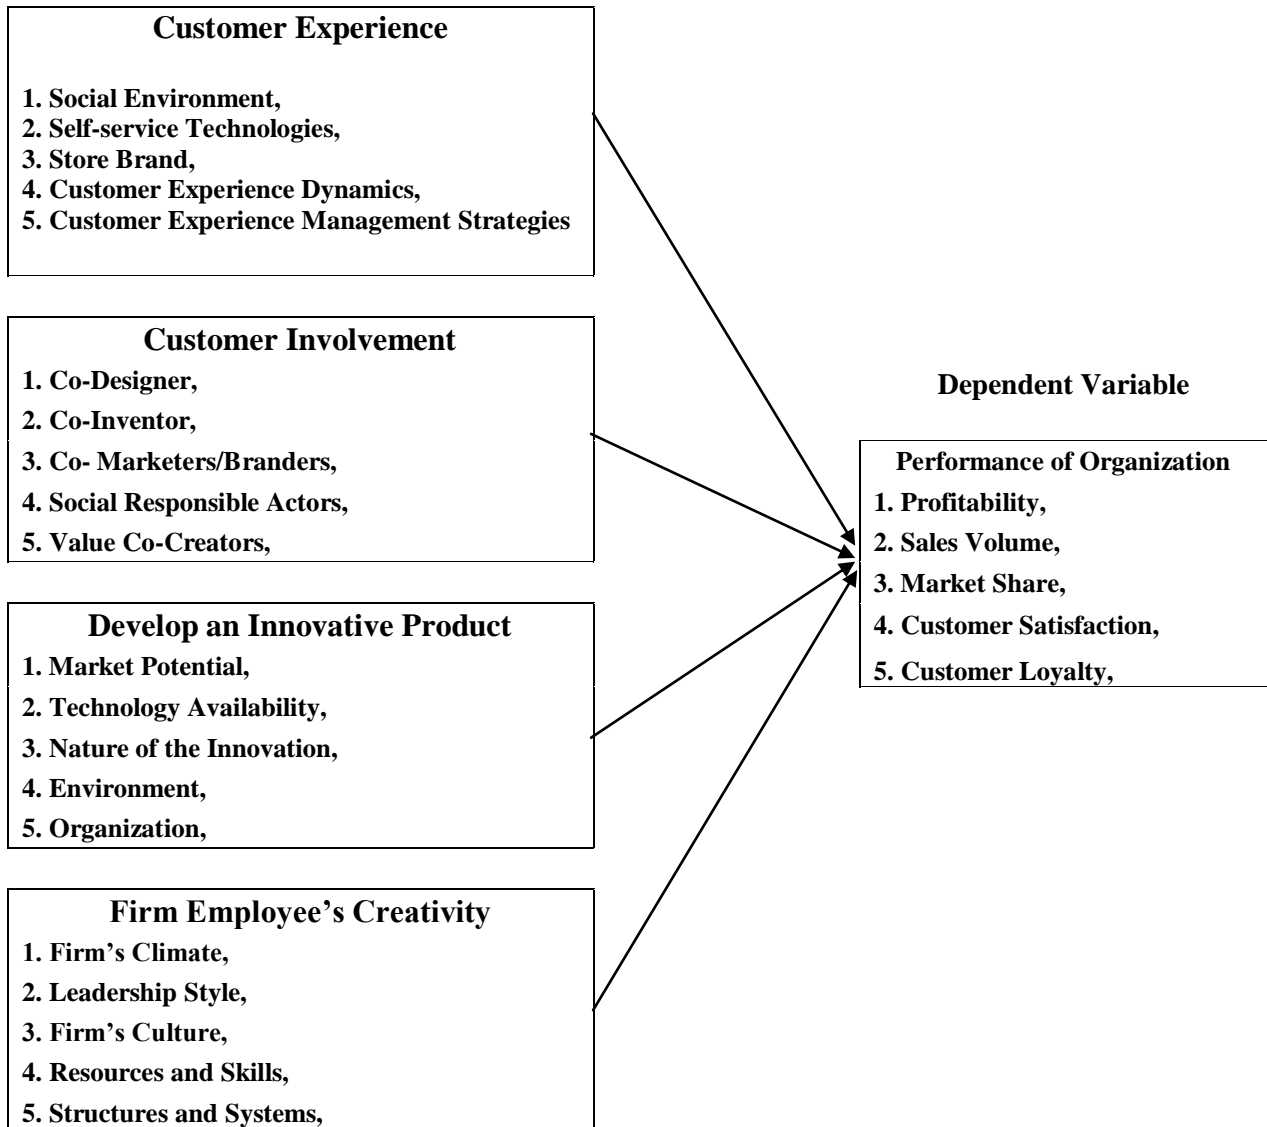 Customer Experience
1. Social Environment,
2. Self-service Technologies,
3. Store Brand,
4. Customer Experience Dynamics,
5. Customer Experience Management Strategies
Customer Involvement
1. Co-Designer,
2. Co-Inventor,
3. Co- Marketers/Branders,
4. Social Responsible Actors,
5. Value Co-Creators,
Develop an Innovative Product
1. Market Potential,
2. Technology Availability,
3. Nature of the Innovation,
4. Environment,
5. Organization,
Firm Employee’s Creativity
1. Firm’s Climate,
2. Leadership Style,
3. Firm’s Culture,
4. Resources and Skills,
5. Structures and Systems,
Dependent Variable
Performance of Organization
1. Profitability,
2. Sales Volume,
3. Market Share,
4. Customer Satisfaction,
5. Customer Loyalty,